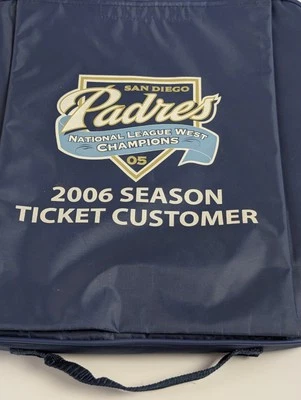 SAN DIEGO
Padres
NATIONAL LEAGUE WEST
CHAMPIONS
05
2006 SEASON
TICKET CUSTOMER